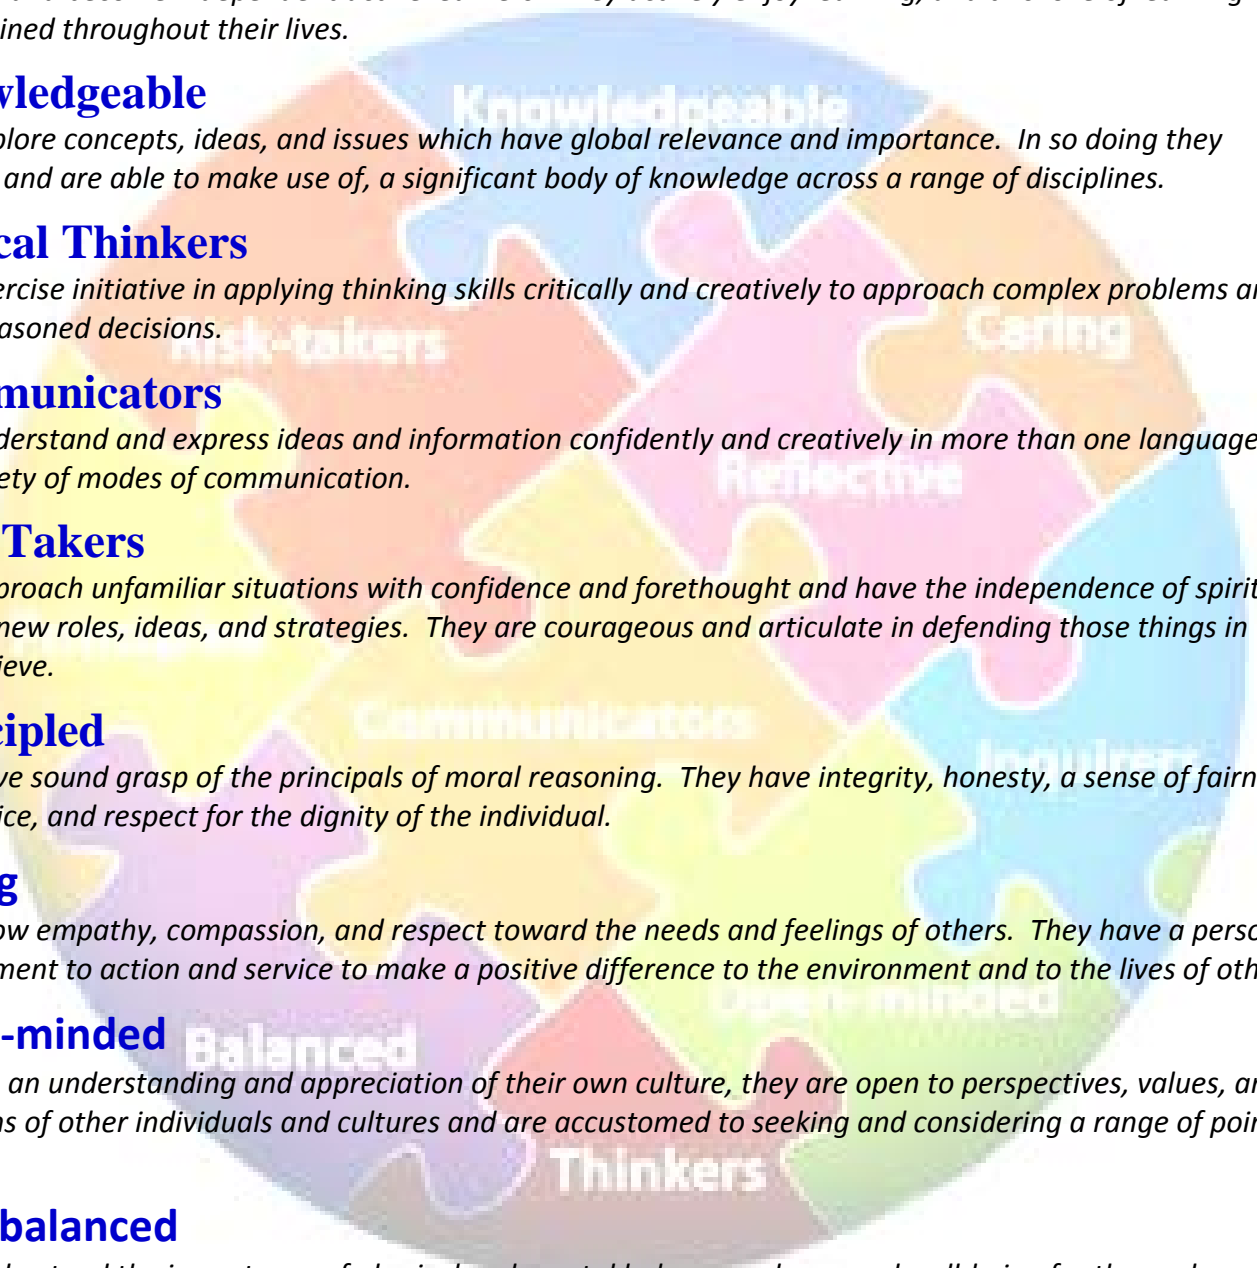 ined throughout their lives.
wledgeable
plore concepts, ideas, and issues which have global relevance and importance. In so doing they
and are able to make use of, a significant body of knowledge across a range of disciplines.
cal Thinkers
ercise initiative in applying thinking skills critically and creatively to approach complex problems an
asoned decisions.
municators
derstand and express ideas and information confidently and creatively in more than one language
ety of modes of communication.
Takers
proach unfamiliar situations with confidence and forethought and have the independence of spirit
new roles, ideas, and strategies. They are courageous and articulate in defending those things in
ieve.
cipled
ve sound grasp of the principals of moral reasoning. They have integrity, honesty, a sense of fairn
ice, and respect for the dignity of the individual.
g
ow empathy, compassion, and respect toward the needs and feelings of others. They have a perso
ment to action and service to make a positive difference to the environment and to the lives of oth
-minded
an understanding and appreciation of their own culture, they are open to perspectives, values, an
ns of other individuals and cultures and are accustomed to seeking and considering a range of poin
balanced
Knowledgeable
Risk-takers
Caring
Reflective
Communicators
Inquirers
Open-minded
Balanced
Thinkers